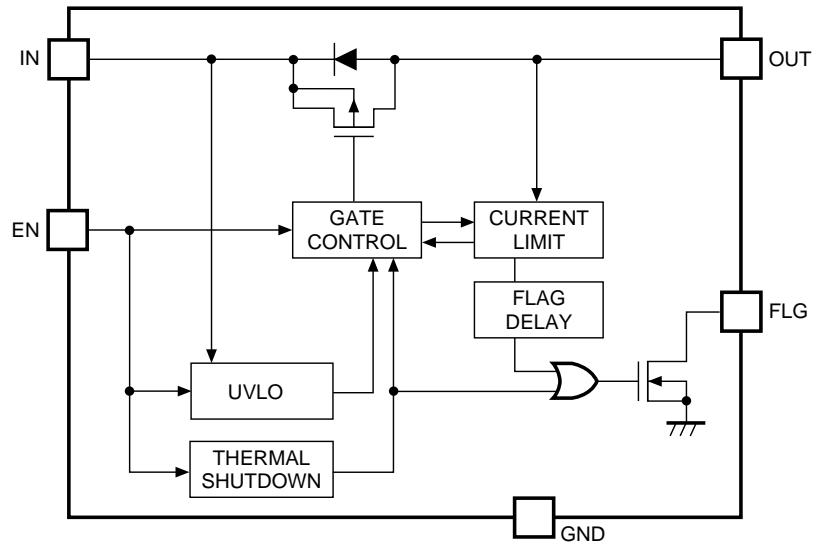 IN
OUT
EN
GATE
CONTROL
CURRENT
LIMIT
FLAG
DELAY
FLG
UVLO
THERMAL
SHUTDOWN
GND